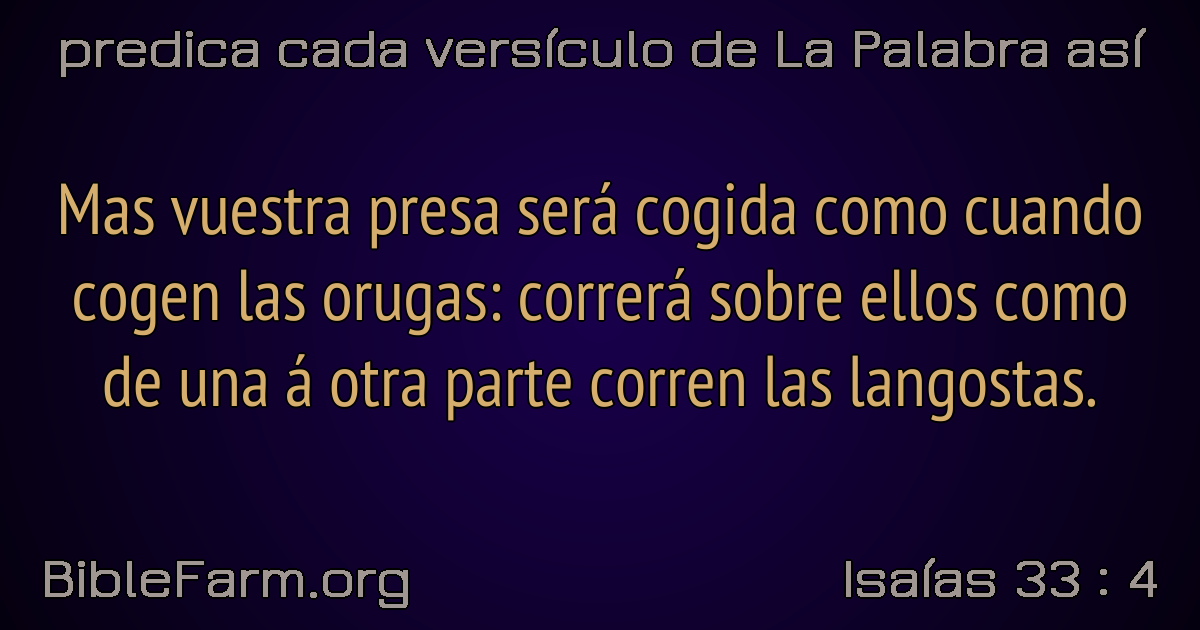 predica cada versículo de La Palabra así
Mas vuestra presa será cogida como cuando
cogen las orugas: correrá sobre ellos como
de una á otra parte corren las langostas.
BibleFarm.org
Isaías 33 : 4